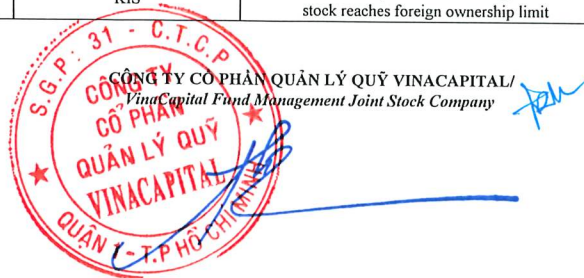 stock reaches foreign ownership limit
CÔNG TY CỔ PHẦN QUẢN LÝ QUỸ VINACAPITAL/
VinaCapital Fund Management Joint Stock Company
S.G.P: 31 - C.T.C.P
CÔNG TY
CỔ PHẦN
QUẢN LÝ QUỸ
VINACAPITAL
QUẬN 1 - T.P HỒ CHÍ MINH